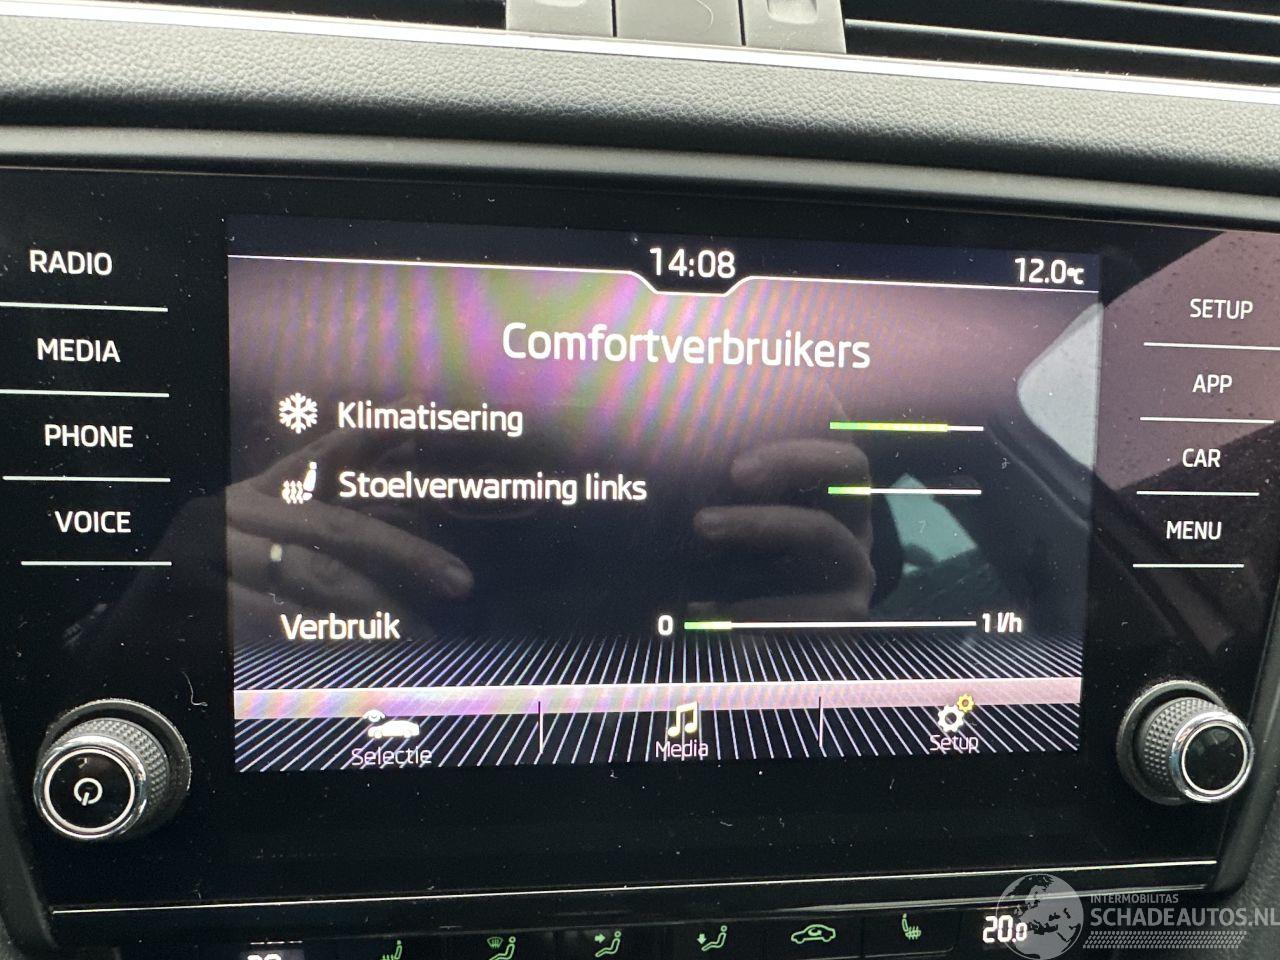 RADIO
MEDIA
PHONE
VOICE
14:08
12.0°C
Comfortverbruikers
Klimatisering
Stoelverwarming links
Verbruik 0 1 l/h
Selectie Media Setup
SETUP
APP
CAR
MENU
20.0
INTERMOBILITAS
SCHADEAUTOS.NL